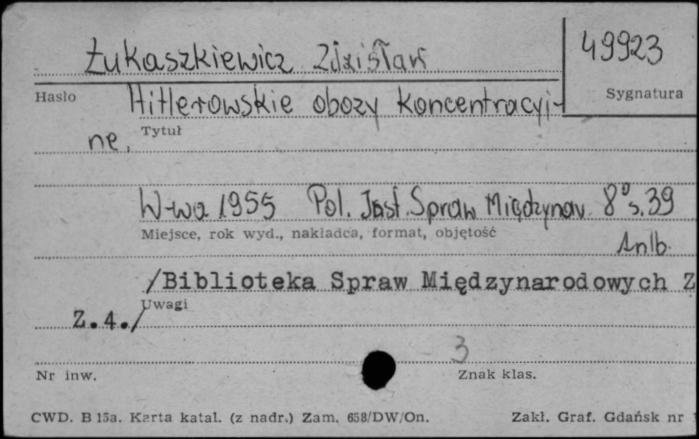 Łukaszkiewicz Zdzisław
49923
Hasło
Sygnatura
Hitlerowskie obozy koncentracyj-
Tytuł
ne.
W-wa 1955 Pol. Inst. Spraw Międzynar. 8° s. 39
Miejsce, rok wyd., nakładca, format, objętość
1nlb.
/Biblioteka Spraw Międzynarodowych Z
Uwagi
Z.4./
3
Nr inw.
Znak klas.
CWD. B 15a. Karta katal. (z nadr.) Zam. 658/DW/On.
Zakł. Graf. Gdańsk nr